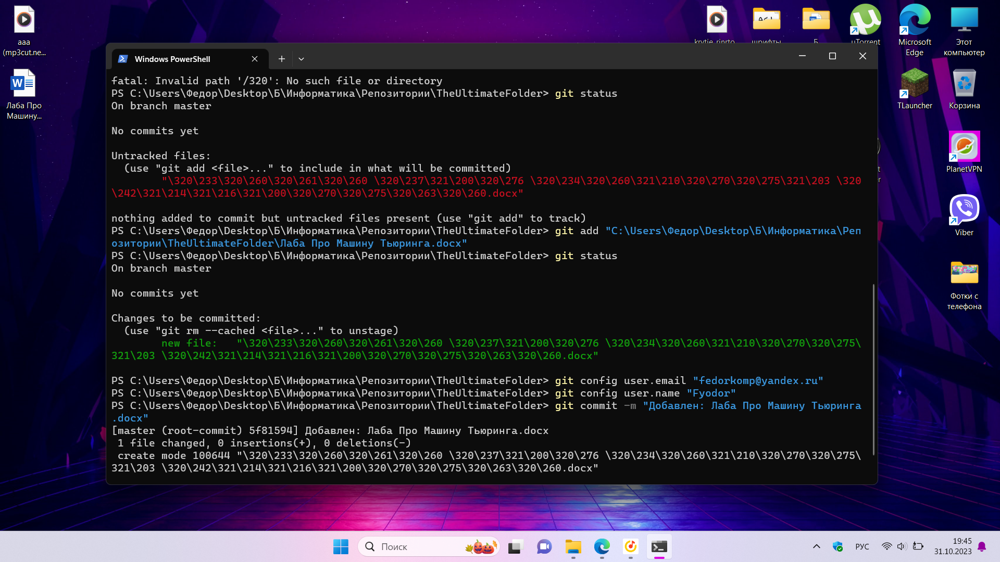 aaa
(mp3cut.ne...
Лаба Про
Машину...
шрифты
Б
uTorrent
Microsoft
Edge
Этот
компьютер
TLauncher
Корзина
PlanetVPN
Viber
Фотки с
телефона
Windows PowerShell
fatal: Invalid path '/320': No such file or directory
PS C:\Users\Федор\Desktop\Б\Информатика\Репозитории\TheUltimateFolder> git status
On branch master
No commits yet
Untracked files:
(use "git add <file>..." to include in what will be committed)
"\320\233\320\260\320\261\320\260 \320\237\321\200\320\276 \320\234\320\260\321\210\320\270\320\275\321\203 \320
\242\321\214\321\216\321\200\320\270\320\275\320\263\320\260.docx"
nothing added to commit but untracked files present (use "git add" to track)
PS C:\Users\Федор\Desktop\Б\Информатика\Репозитории\TheUltimateFolder> git add "C:\Users\Федор\Desktop\Б\Информатика\Реп
озитории\TheUltimateFolder\Лаба Про Машину Тьюринга.docx"
PS C:\Users\Федор\Desktop\Б\Информатика\Репозитории\TheUltimateFolder> git status
On branch master
No commits yet
Changes to be committed:
(use "git rm --cached <file>..." to unstage)
new file:   "\320\233\320\260\320\261\320\260 \320\237\321\200\320\276 \320\234\320\260\321\210\320\270\320\275\
321\203 \320\242\321\214\321\216\321\200\320\270\320\275\320\263\320\260.docx"
PS C:\Users\Федор\Desktop\Б\Информатика\Репозитории\TheUltimateFolder> git config user.email "fedorkomp@yandex.ru"
PS C:\Users\Федор\Desktop\Б\Информатика\Репозитории\TheUltimateFolder> git config user.name "Fyodor"
PS C:\Users\Федор\Desktop\Б\Информатика\Репозитории\TheUltimateFolder> git commit -m "Добавлен: Лаба Про Машину Тьюринга
.docx"
[master (root-commit) 5f81594] Добавлен: Лаба Про Машину Тьюринга.docx
1 file changed, 0 insertions(+), 0 deletions(-)
create mode 100644 "\320\233\320\260\320\261\320\260 \320\237\321\200\320\276 \320\234\320\260\321\210\320\270\320\275\
321\203 \320\242\321\214\321\216\321\200\320\270\320\275\320\263\320\260.docx"
Поиск
РУС
19:45
31.10.2023